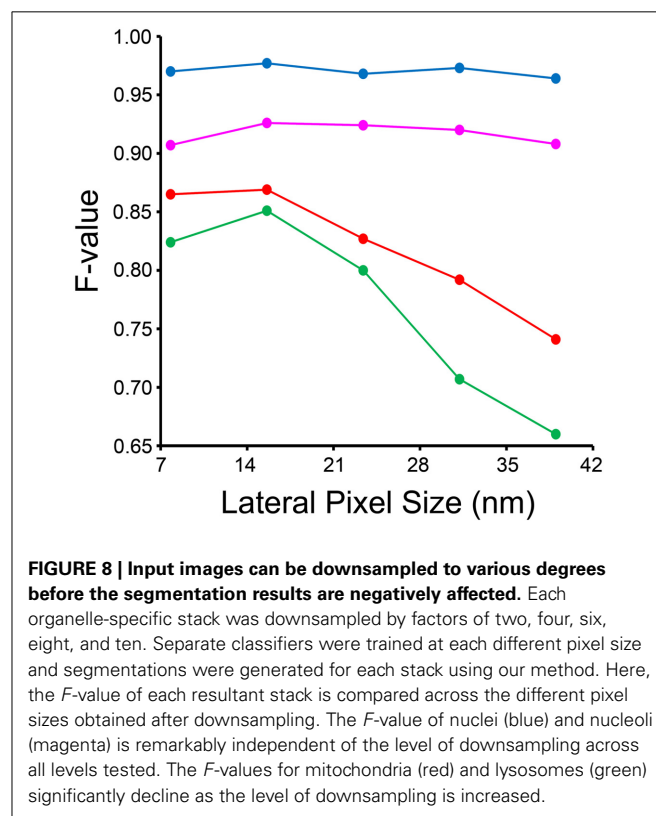 1.00
0.95
0.90
0.85
0.80
0.75
0.70
0.65
F-value
7 14 21 28 35 42
Lateral Pixel Size (nm)
FIGURE 8 | Input images can be downsampled to various degrees
before the segmentation results are negatively affected. Each
organelle-specific stack was downsampled by factors of two, four, six,
eight, and ten. Separate classifiers were trained at each different pixel size
and segmentations were generated for each stack using our method. Here,
the F-value of each resultant stack is compared across the different pixel
sizes obtained after downsampling. The F-value of nuclei (blue) and nucleoli
(magenta) is remarkably independent of the level of downsampling across
all levels tested. The F-values for mitochondria (red) and lysosomes (green)
significantly decline as the level of downsampling is increased.